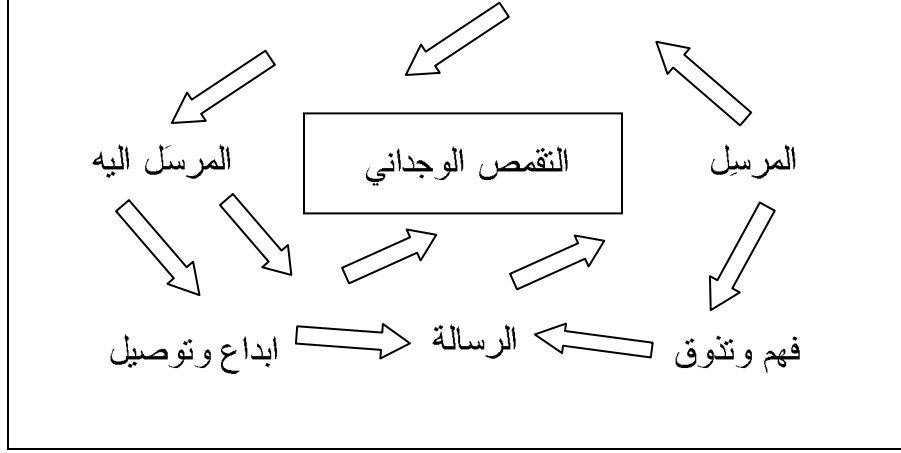 المرسِل
التقمص الوجداني
المرسَل اليه
فهم وتذوق
الرسالة
ابداع وتوصيل